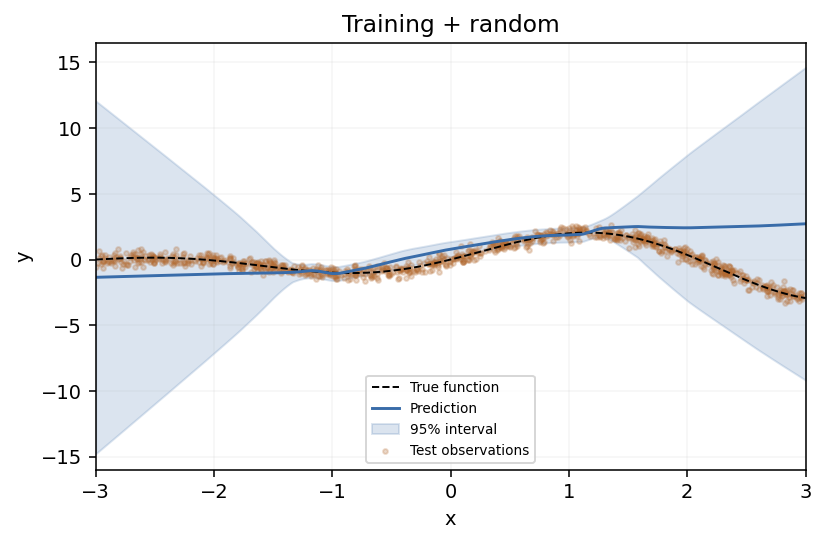 Training + random
15
10
5
0
−5
−10
−15
y
True function
Prediction
95% interval
Test observations
−3
−2
−1
0
1
2
3
x